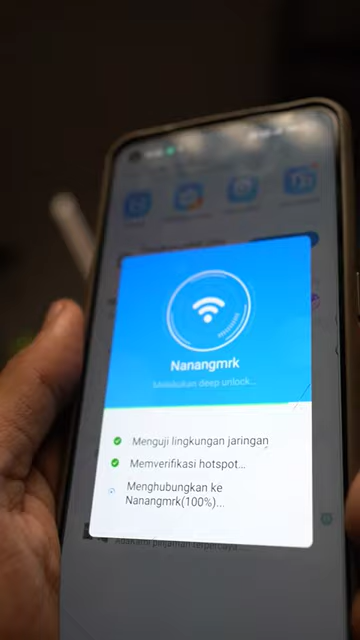 Nanangmrk
Melakukan deep unlock...
Menguji lingkungan jaringan
Memverifikasi hotspot...
Menghubungkan ke
Nanangmrk(100%)...